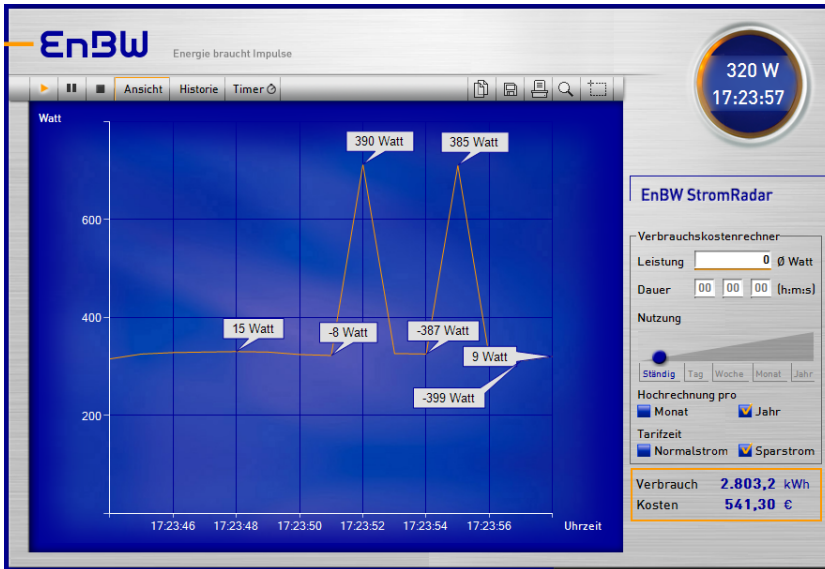 EnBW
Energie braucht Impulse
320 W
17:23:57
Ansicht Historie Timer
Watt
390 Watt
385 Watt
600
400
15 Watt
-8 Watt
-387 Watt
9 Watt
-399 Watt
200
17:23:46 17:23:48 17:23:50 17:23:52 17:23:54 17:23:56 Uhrzeit
EnBW StromRadar
Verbrauchskostenrechner
Leistung 0 Ø Watt
Dauer 00 00 00 (h:m:s)
Nutzung
Ständig Tag Woche Monat Jahr
Hochrechnung pro
Monat Jahr
Tarifzeit
Normalstrom Sparstrom
Verbrauch 2.803,2 kWh
Kosten 541,30 €